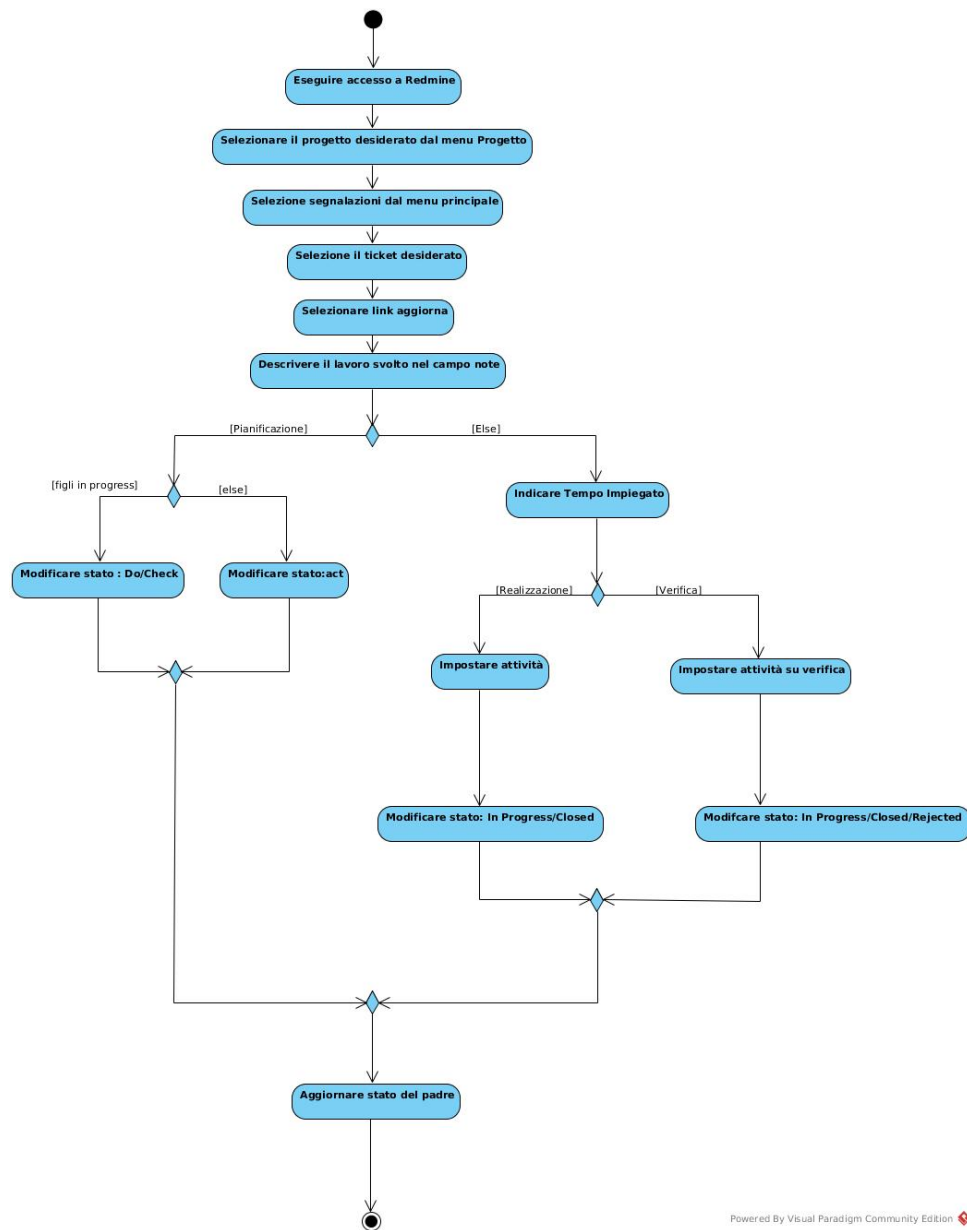 Eseguire accesso a Redmine
Selezionare il progetto desiderato dal menu Progetto
Selezione segnalazioni dal menu principale
Selezione il ticket desiderato
Selezionare link aggiorna
Descrivere il lavoro svolto nel campo note
[Pianificazione]
[Else]
[figli in progress]
[else]
Indicare Tempo Impiegato
Modificare stato : Do/Check
Modificare stato:act
[Realizzazione]
[Verifica]
Impostare attività
Impostare attività su verifica
Modificare stato: In Progress/Closed
Modifcare stato: In Progress/Closed/Rejected
Aggiornare stato del padre
Powered By Visual Paradigm Community Edition